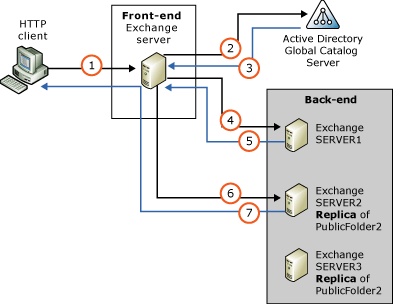 HTTP
client
Front-end
Exchange
server
1
2
3
Active Directory
Global Catalog
Server
Back-end
4
5
Exchange
SERVER1
6
7
Exchange
SERVER2
Replica of
PublicFolder2
Exchange
SERVER3
Replica of
PublicFolder2